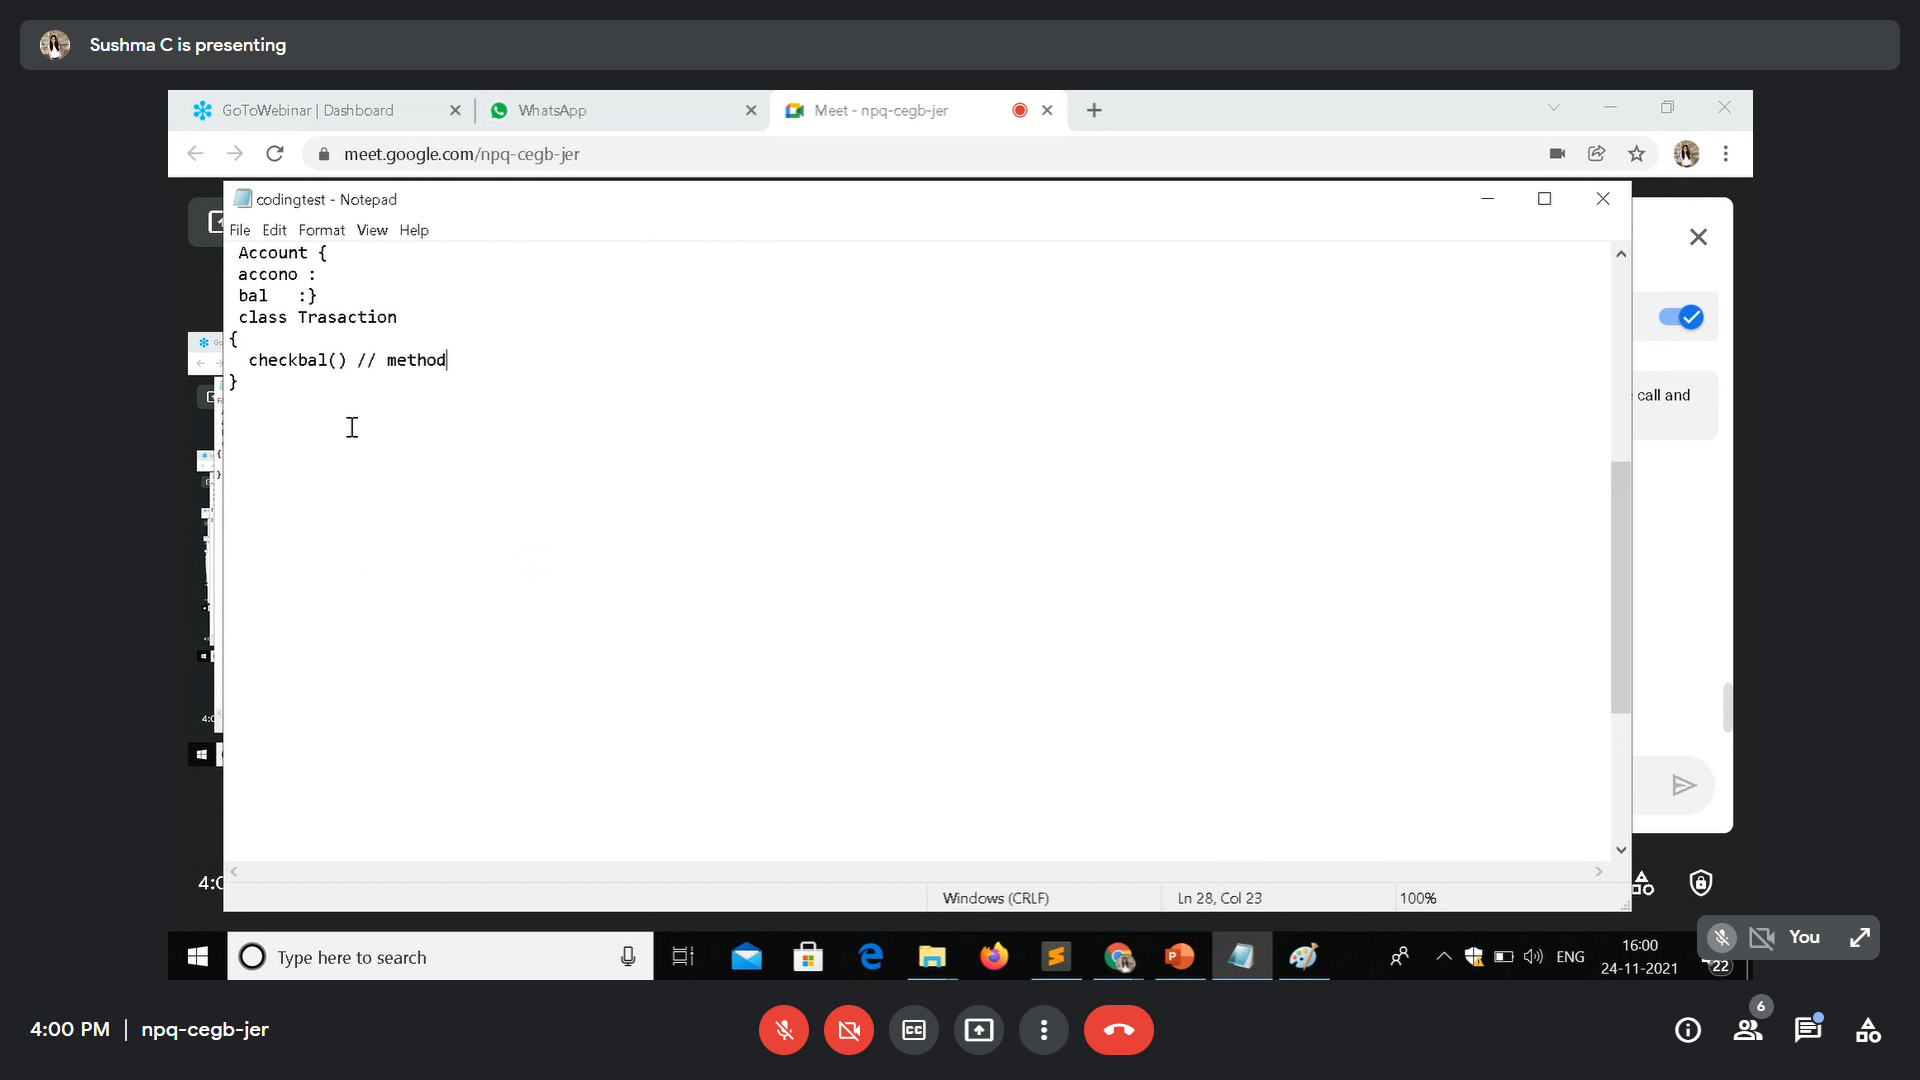 Sushma C is presenting
GoToWebinar | Dashboard
WhatsApp
Meet - npq-cegb-jer
meet.google.com/npq-cegb-jer
codingtest - Notepad
File Edit Format View Help
Account {
accono :
bal :}
class Trasaction
{
checkbal() // method
}
call and
Windows (CRLF)
Ln 28, Col 23
100%
You
Type here to search
ENG
16:00
24-11-2021
22
4:00 PM | npq-cegb-jer
6